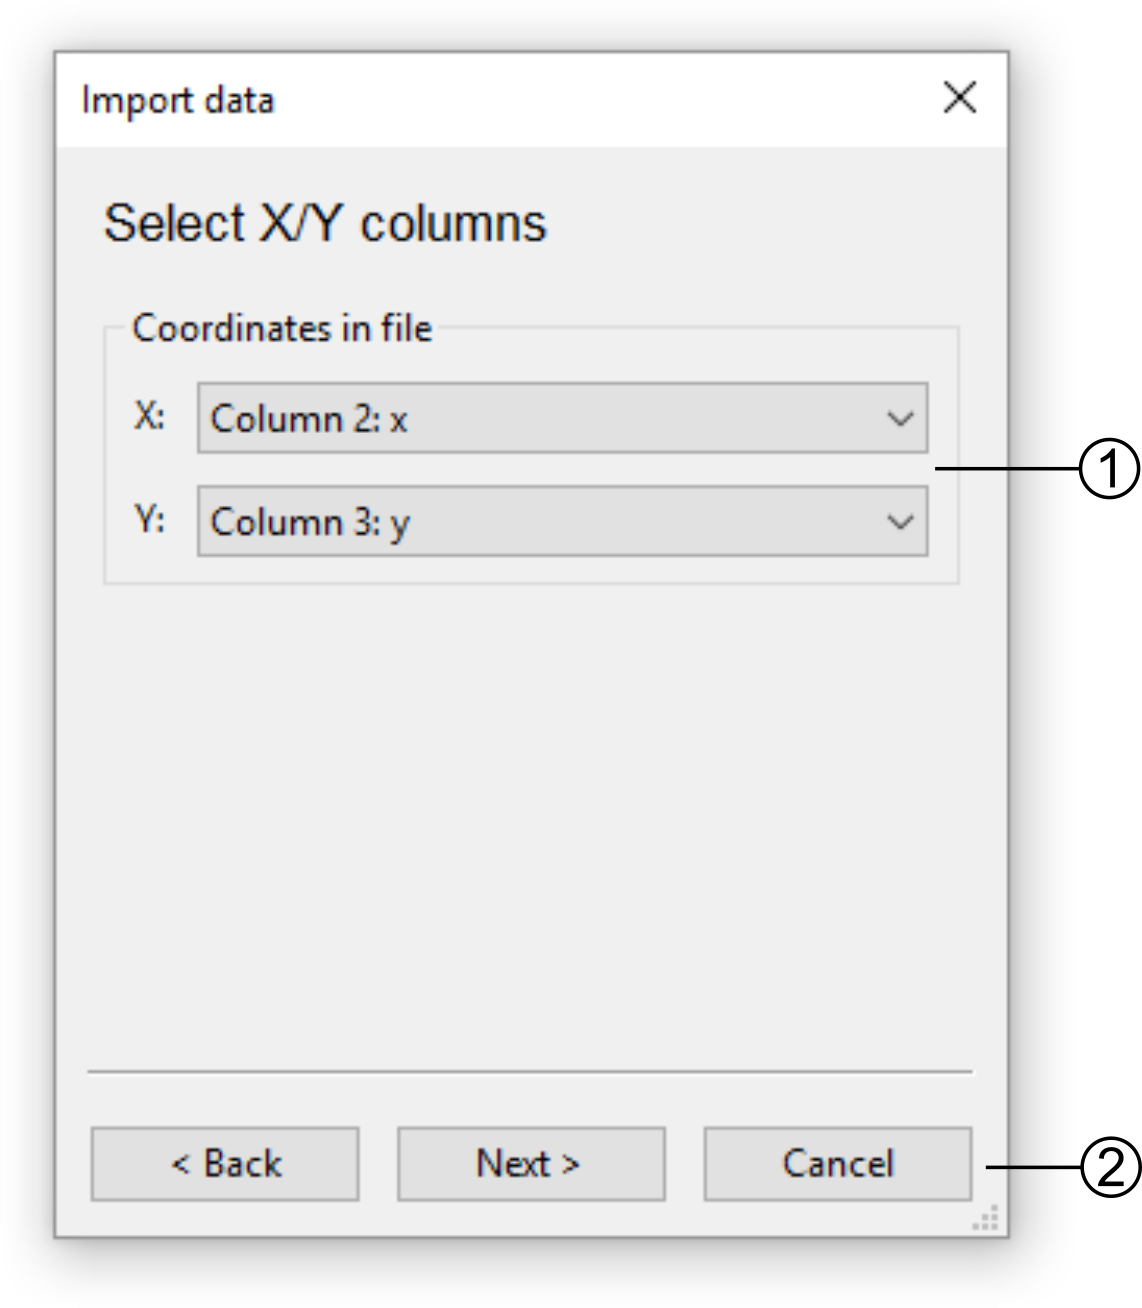 Import data
Select X/Y columns
Coordinates in file
X: Column 2: x
1
Y: Column 3: y
< Back Next > Cancel 2